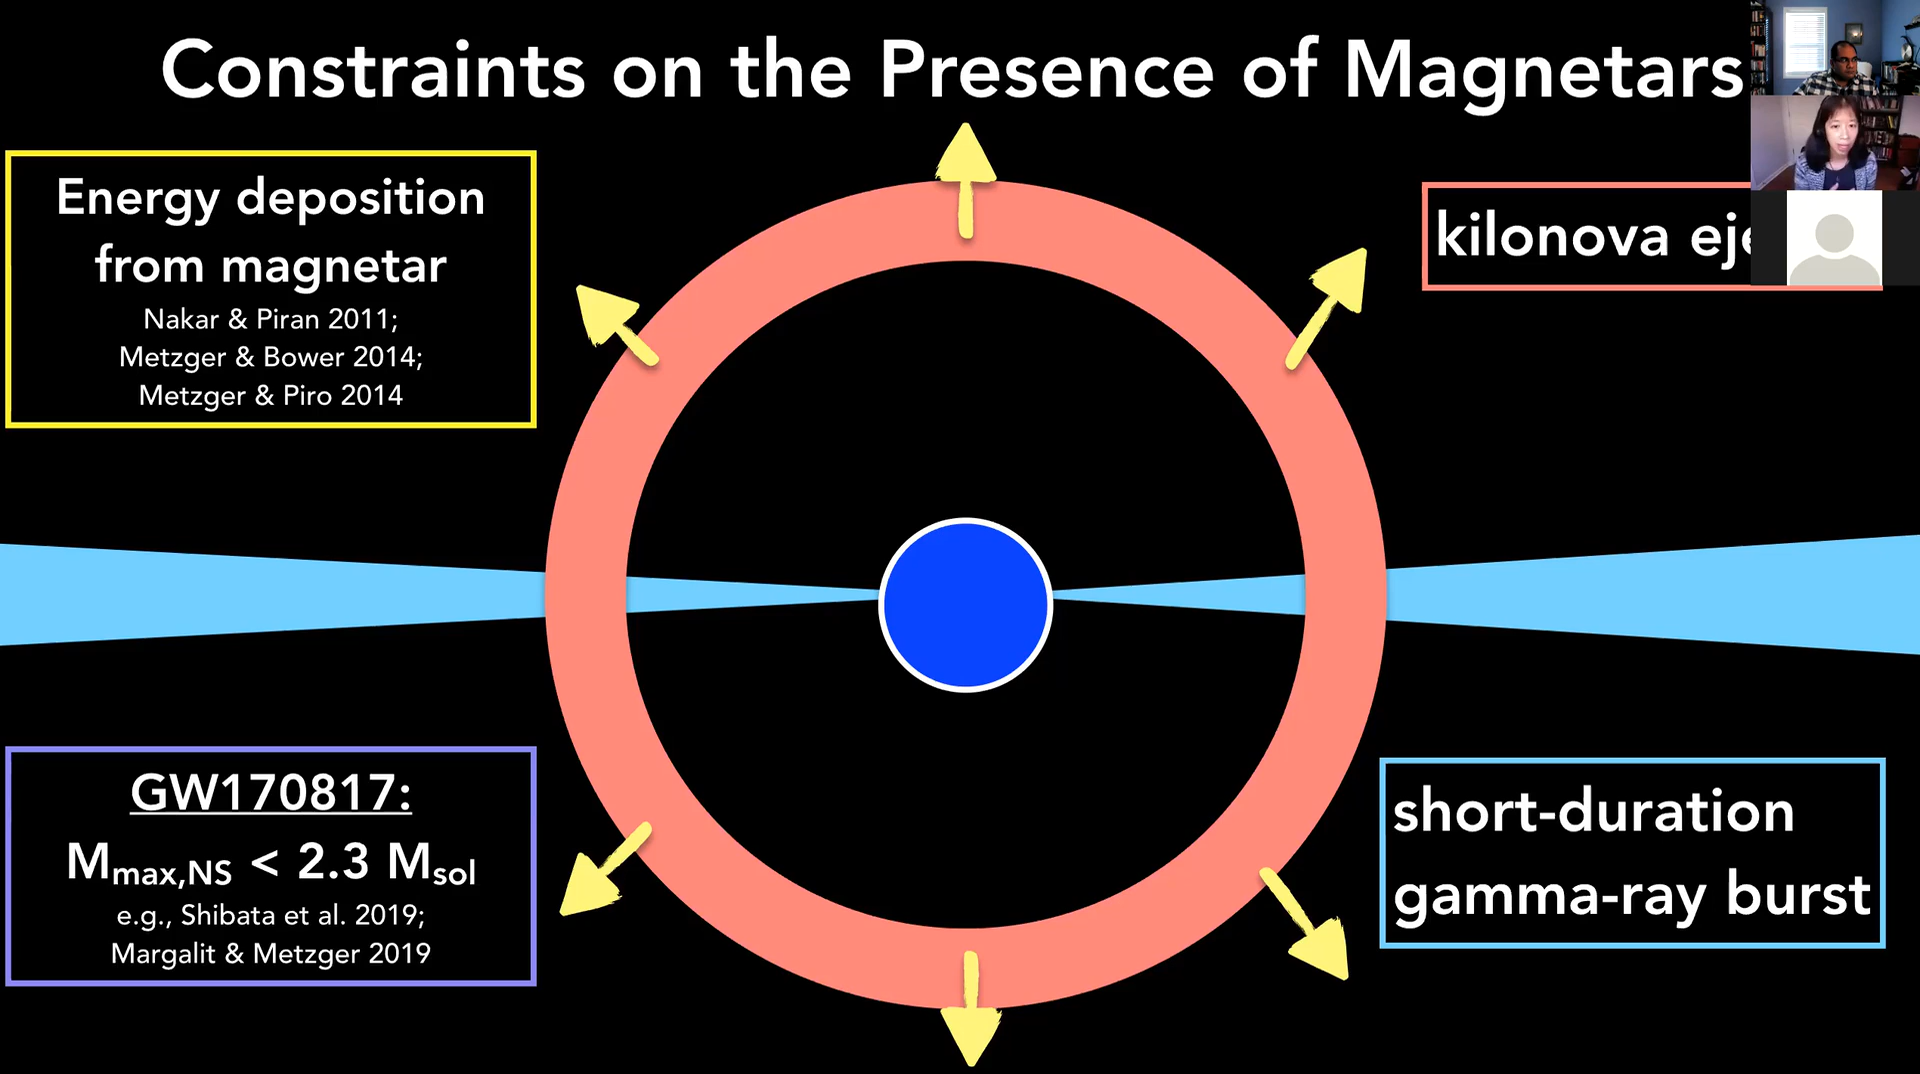 Constraints on the Presence of Magnetars
Energy deposition
from magnetar
Nakar & Piran 2011;
Metzger & Bower 2014;
Metzger & Piro 2014
kilonova
GW170817:
Mmax,NS < 2.3 Msol
e.g., Shibata et al. 2019;
Margalit & Metzger 2019
short-duration
gamma-ray burst